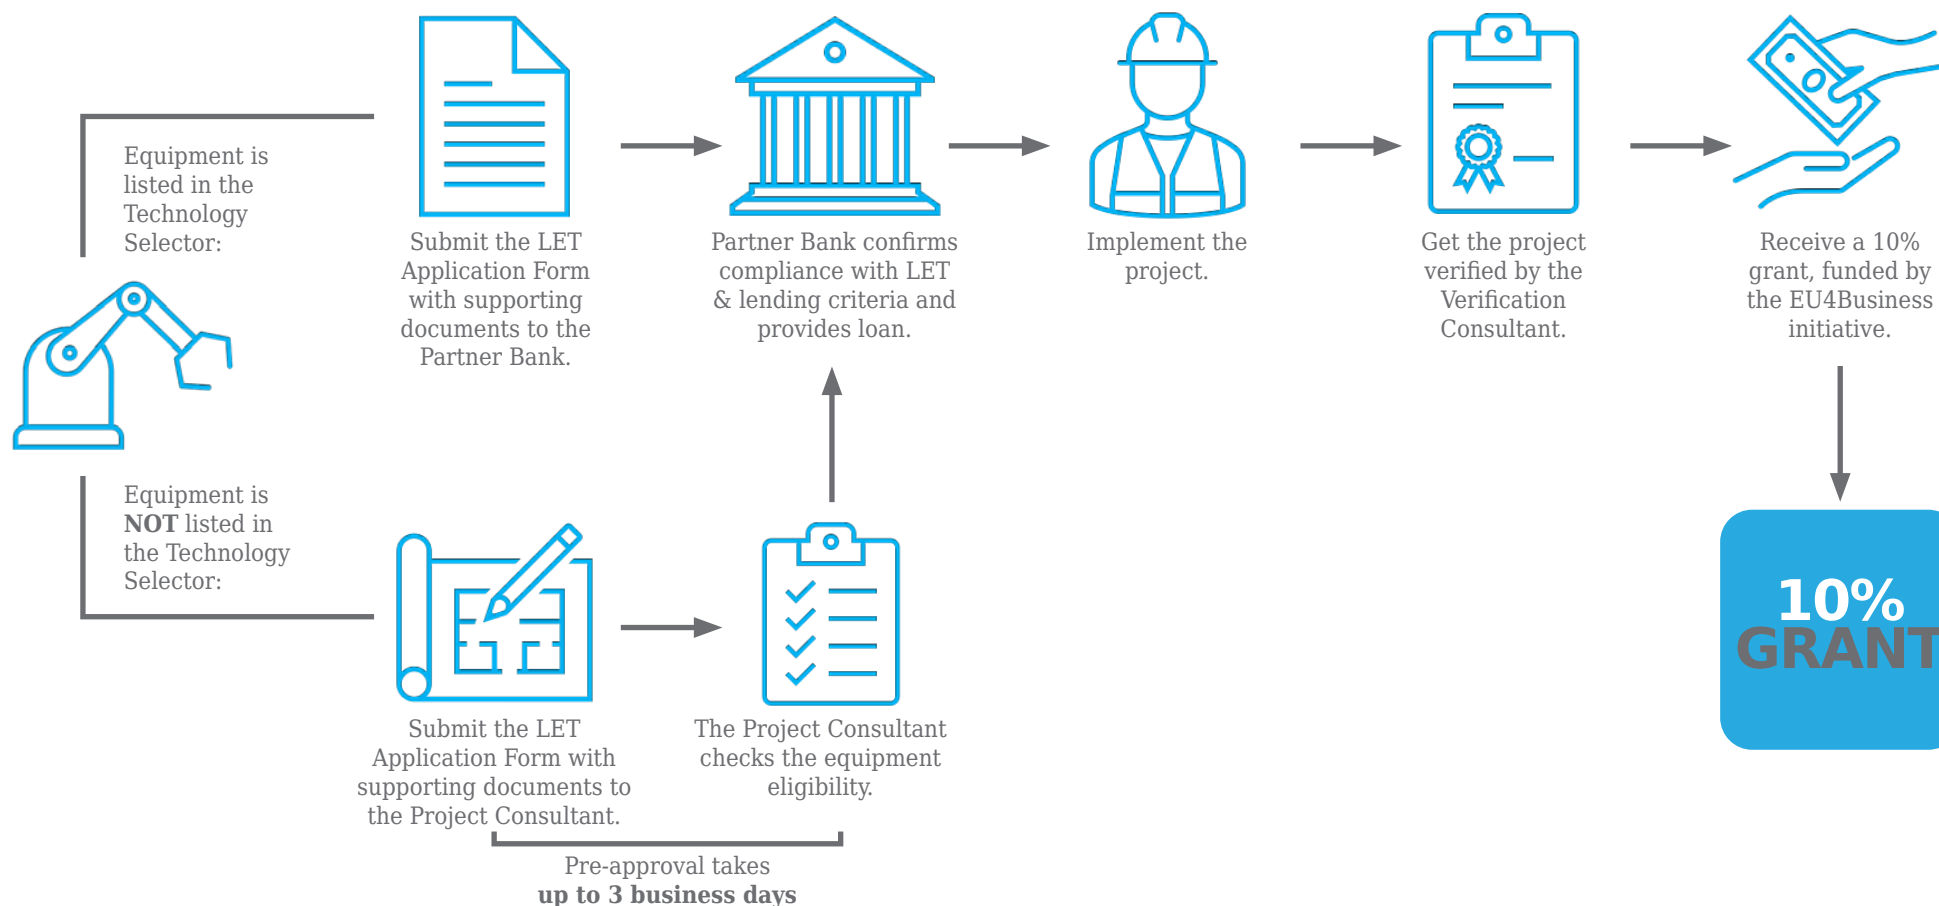 Equipment is
listed in the
Technology
Selector:
Submit the LET
Application Form
with supporting
documents to the
Partner Bank.
Partner Bank confirms
compliance with LET
& lending criteria and
provides loan.
Implement the
project.
Get the project
verified by the
Verification
Consultant.
Receive a 10%
grant, funded by
the EU4Business
initiative.
Equipment is
NOT listed in
the Technology
Selector:
Submit the LET
Application Form with
supporting documents to
the Project Consultant.
The Project Consultant
checks the equipment
eligibility.
Pre-approval takes
up to 3 business days
10%
GRANT